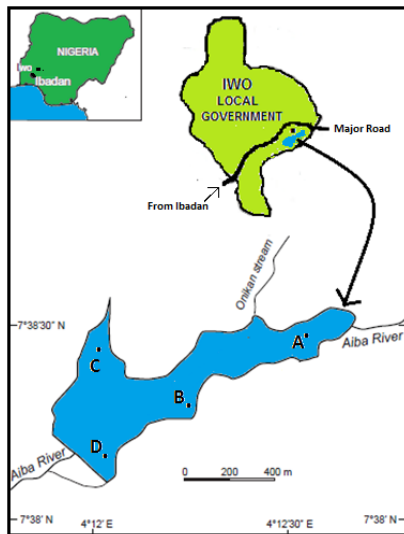 NIGERIA
Iwo
Ibadan
IWO
LOCAL
GOVERNMENT
Major Road
From Ibadan
Onikan stream
7°38'30" N
Aiba River
A
C
B
D
Aiba River
0 200 400 m
7°38' N
7°38' N
4°12' E
4°12'30" E